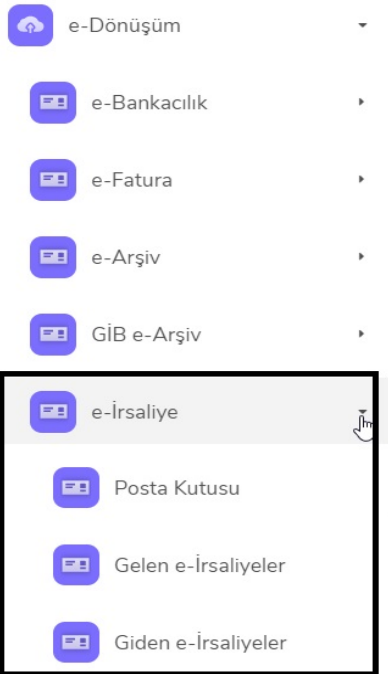 e-Dönüşüm
e-Bankacılık
e-Fatura
e-Arşiv
GİB e-Arşiv
e-İrsaliye
Posta Kutusu
Gelen e-İrsaliyeler
Giden e-İrsaliyeler